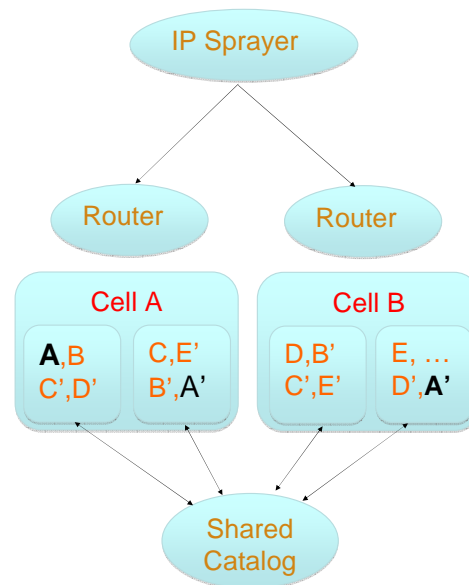 IP Sprayer
Router
Router
Cell A
A,B
C’,D’
C,E’
B’,A’
Cell B
D,B’
C’,E’
E, …
D’,A’
Shared
Catalog